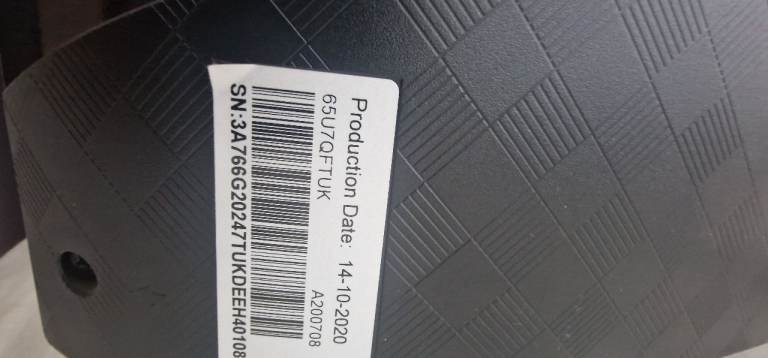 Production Date: 14-10-2020
65U7QFTUK A200708
SN:3A766G20247TUKDEEH40108